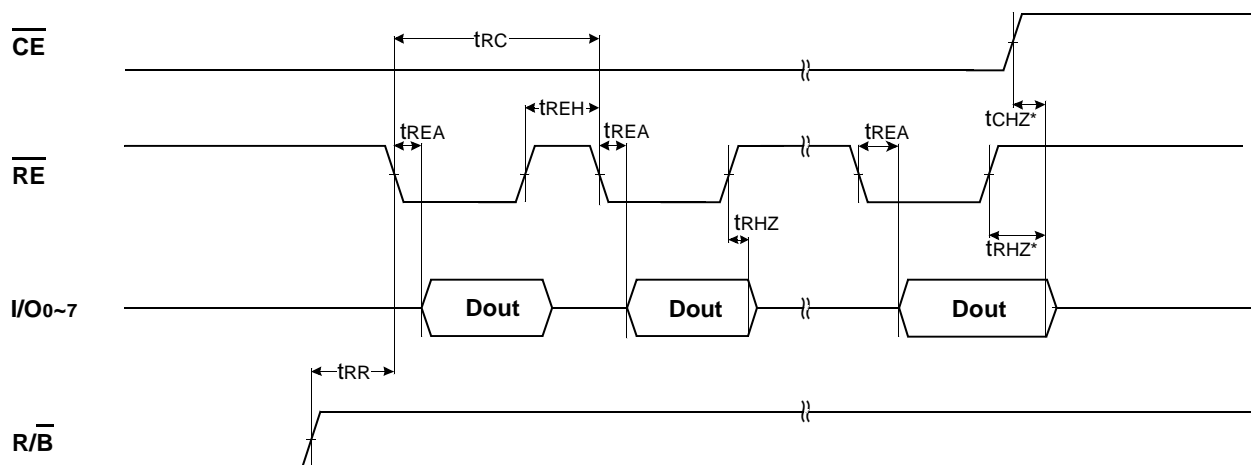 CE
tRC
tREH
tREA
tREA
tREA
tCHZ*
RE
tRHZ
tRHZ*
I/O0~7
Dout
Dout
Dout
tRR
R/B